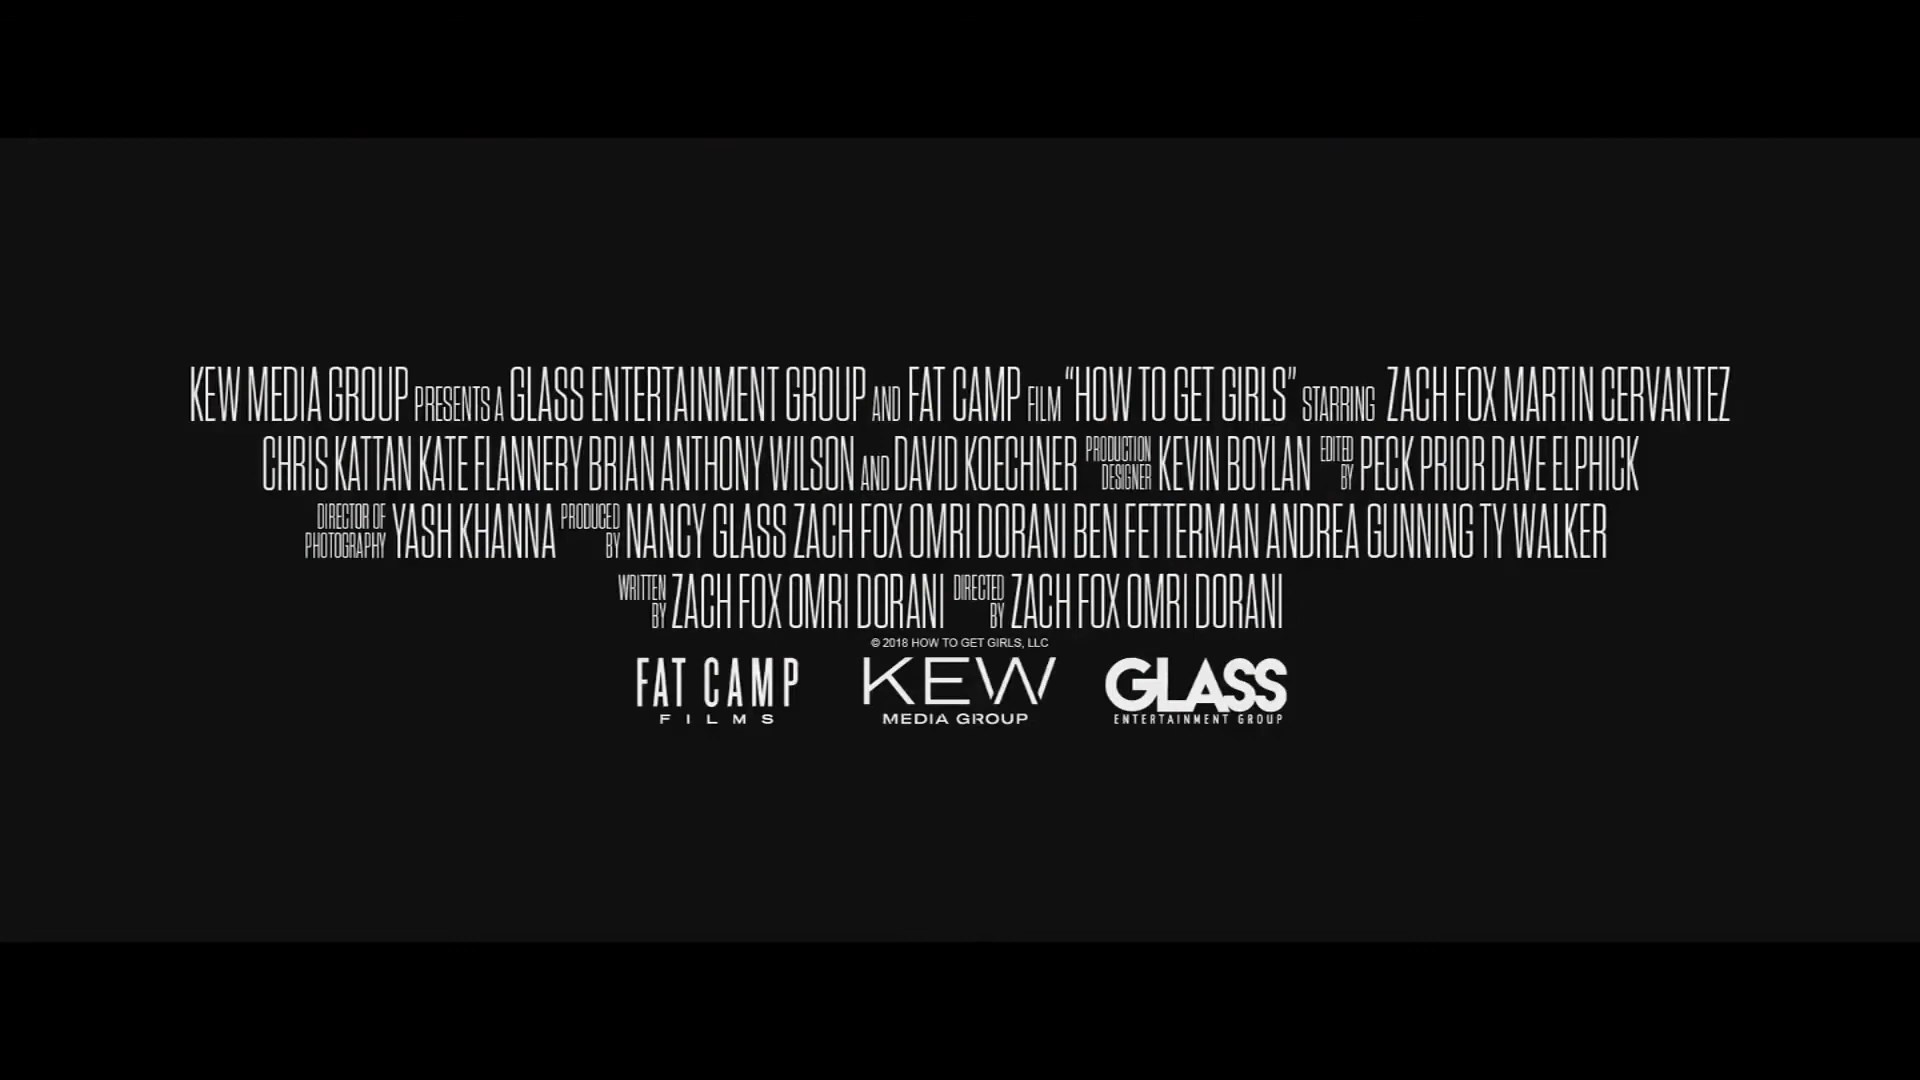 KEW MEDIA GROUP PRESENTS A GLASS ENTERTAINMENT GROUP AND FAT CAMP FILM “HOW TO GET GIRLS” STARRING ZACH FOX MARTIN CERVANTEZ
CHRIS KATTAN KATE FLANNERY BRIAN ANTHONY WILSON AND DAVID KOECHNER PRODUCTION DESIGNER KEVIN BOYLAN EDITED BY PECK PRIOR DAVE ELPHICK
DIRECTOR OF PHOTOGRAPHY YASH KHANNA PRODUCED BY NANCY GLASS ZACH FOX OMRI DORANI BEN FETTERMAN ANDREA GUNNING TY WALKER
WRITTEN BY ZACH FOX OMRI DORANI DIRECTED BY ZACH FOX OMRI DORANI
© 2018 HOW TO GET GIRLS, LLC
FAT CAMP FILMS
KEW MEDIA GROUP
GLASS ENTERTAINMENT GROUP